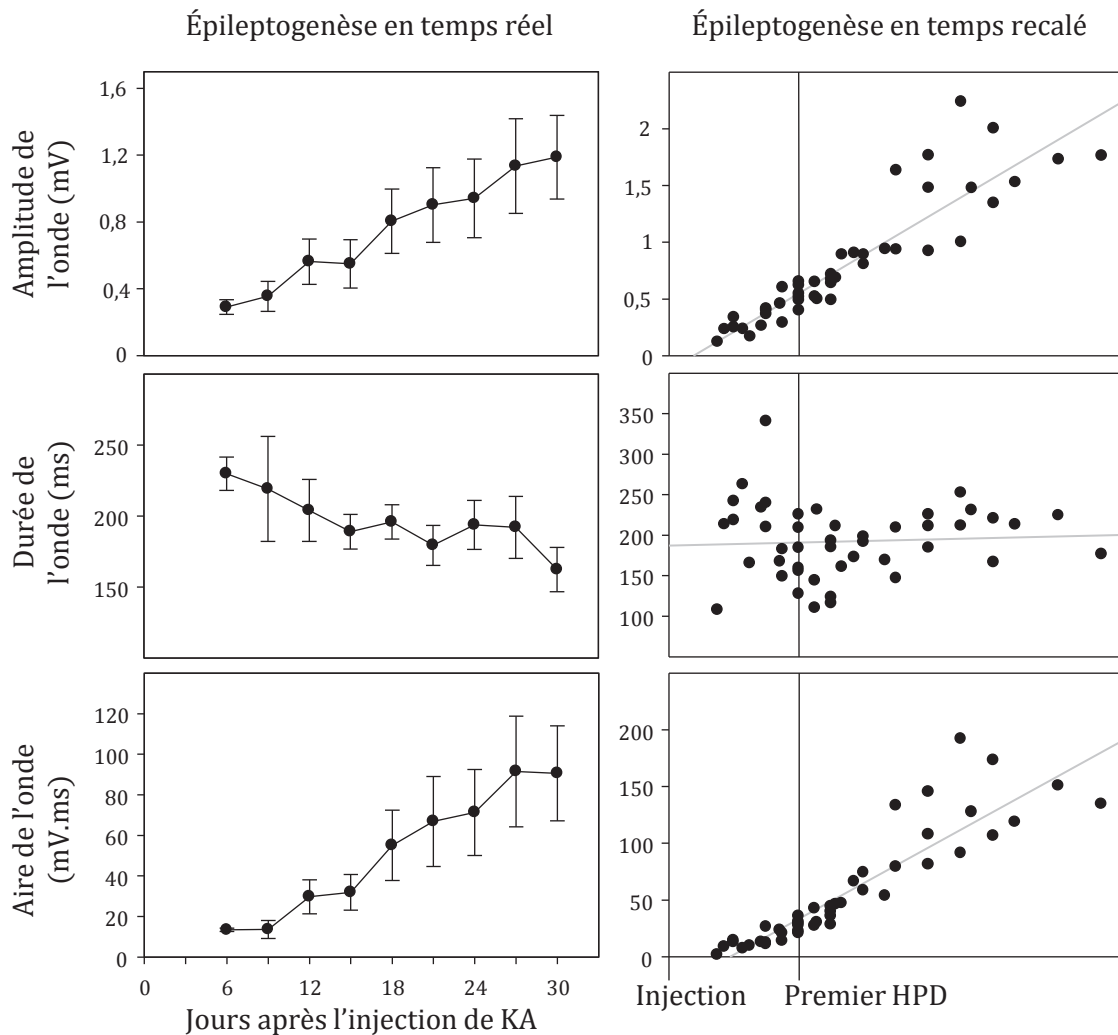 Épileptogenèse en temps réel
Épileptogenèse en temps recalé
Amplitude de
l'onde (mV)
1,6
1,2
0,8
0,4
0
2
1,5
1
0,5
0
Durée de
l'onde (ms)
250
200
150
350
300
250
200
150
100
Aire de l'onde
(mV.ms)
120
100
80
60
40
20
0
200
150
100
50
0
0 6 12 18 24 30
Jours après l'injection de KA
Injection Premier HPD